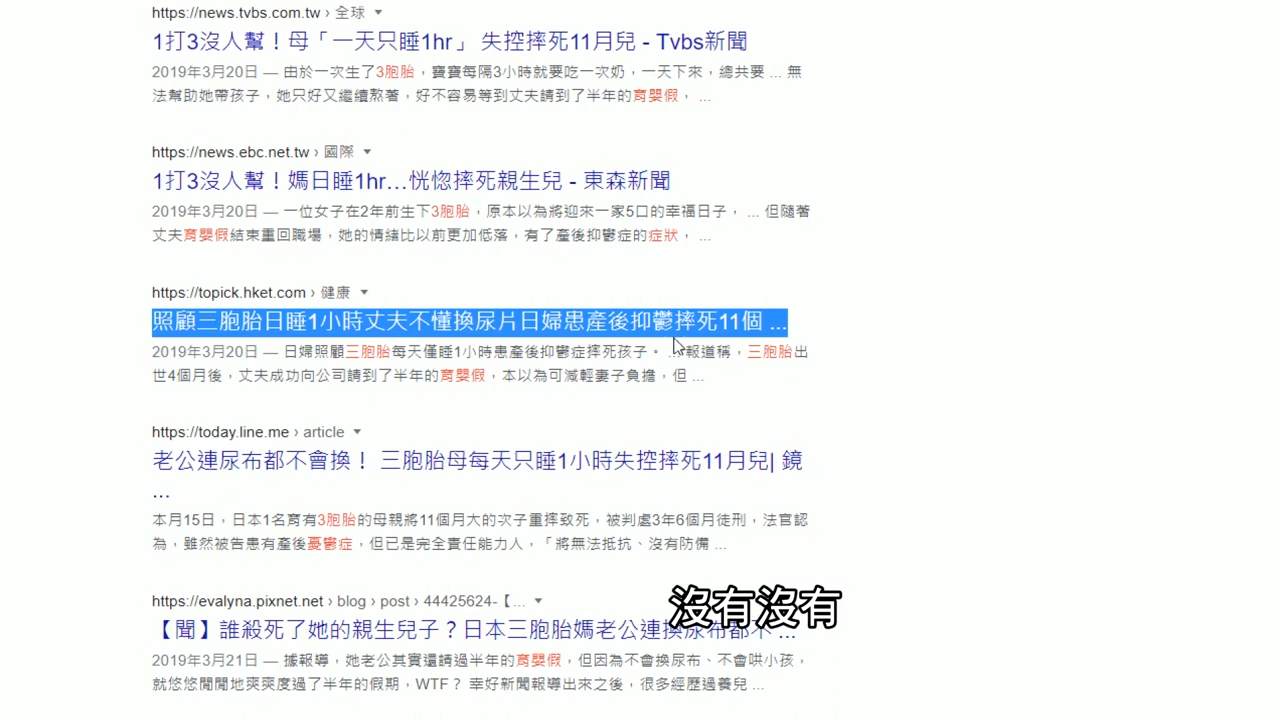 https://news.tvbs.com.tw › 全球
1打3沒人幫！母「一天只睡1hr」 失控摔死11月兒 - Tvbs新聞
2019年3月20日 — 由於一次生了3胞胎，寶寶每隔3小時就要吃一次奶，一天下來，總共要 ... 無
法幫助她帶孩子，她只好又繼續熬著，好不容易等到丈夫請到了半年的育嬰假， ...
https://news.ebc.net.tw › 國際
1打3沒人幫！媽日睡1hr…恍惚摔死親生兒 - 東森新聞
2019年3月20日 — 一位女子在2年前生下3胞胎，原本以為將迎來一家5口的幸福日子， ... 但隨著
丈夫育嬰假結束重回職場，她的情緒比以前更加低落，有了產後抑鬱症的症狀， ...
https://topick.hket.com › 健康
照顧三胞胎日睡1小時丈夫不懂換尿片日婦患產後抑鬱摔死11個 ...
2019年3月20日 — 日婦照顧三胞胎每天僅睡1小時患產後抑鬱症摔死孩子。 ... 報道稱，三胞胎出
世4個月後，丈夫成功向公司請到了半年的育嬰假，本以為可減輕妻子負擔，但 ...
https://today.line.me › article
老公連尿布都不會換！ 三胞胎母每天只睡1小時失控摔死11月兒| 鏡
...
本月15日，日本1名育有3胞胎的母親將11個月大的次子重摔致死，被判處3年6個月徒刑，法官認
為，雖然被告患有產後憂鬱症，但已是完全責任能力人，「將無法抵抗、沒有防備 ...
https://evalyna.pixnet.net › blog › post › 44425624-【...
沒有沒有
【聞】誰殺死了她的親生兒子？日本三胞胎媽老公連換尿布都不 ...
2019年3月21日 — 據報導，她老公其實還請過半年的育嬰假，但因為不會換尿布、不會哄小孩，
就悠悠閒閒地爽爽度過了半年的假期，WTF？ 幸好新聞報導出來之後，很多經歷過養兒 ...